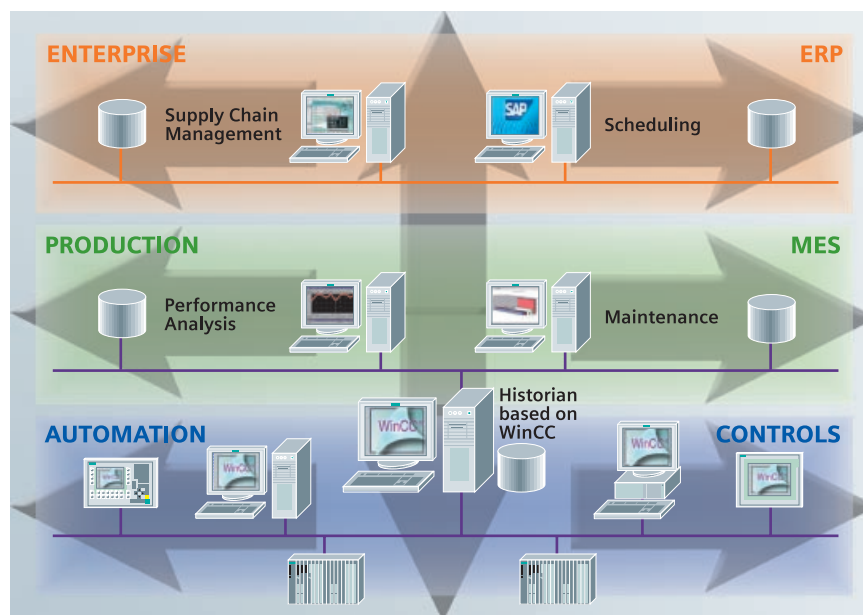 ENTERPRISE
ERP
Supply Chain
Management
SAP
Scheduling
PRODUCTION
MES
Performance
Analysis
Maintenance
Historian
based on
WinCC
AUTOMATION
CONTROLS
WinCC
WinCC
WinCC